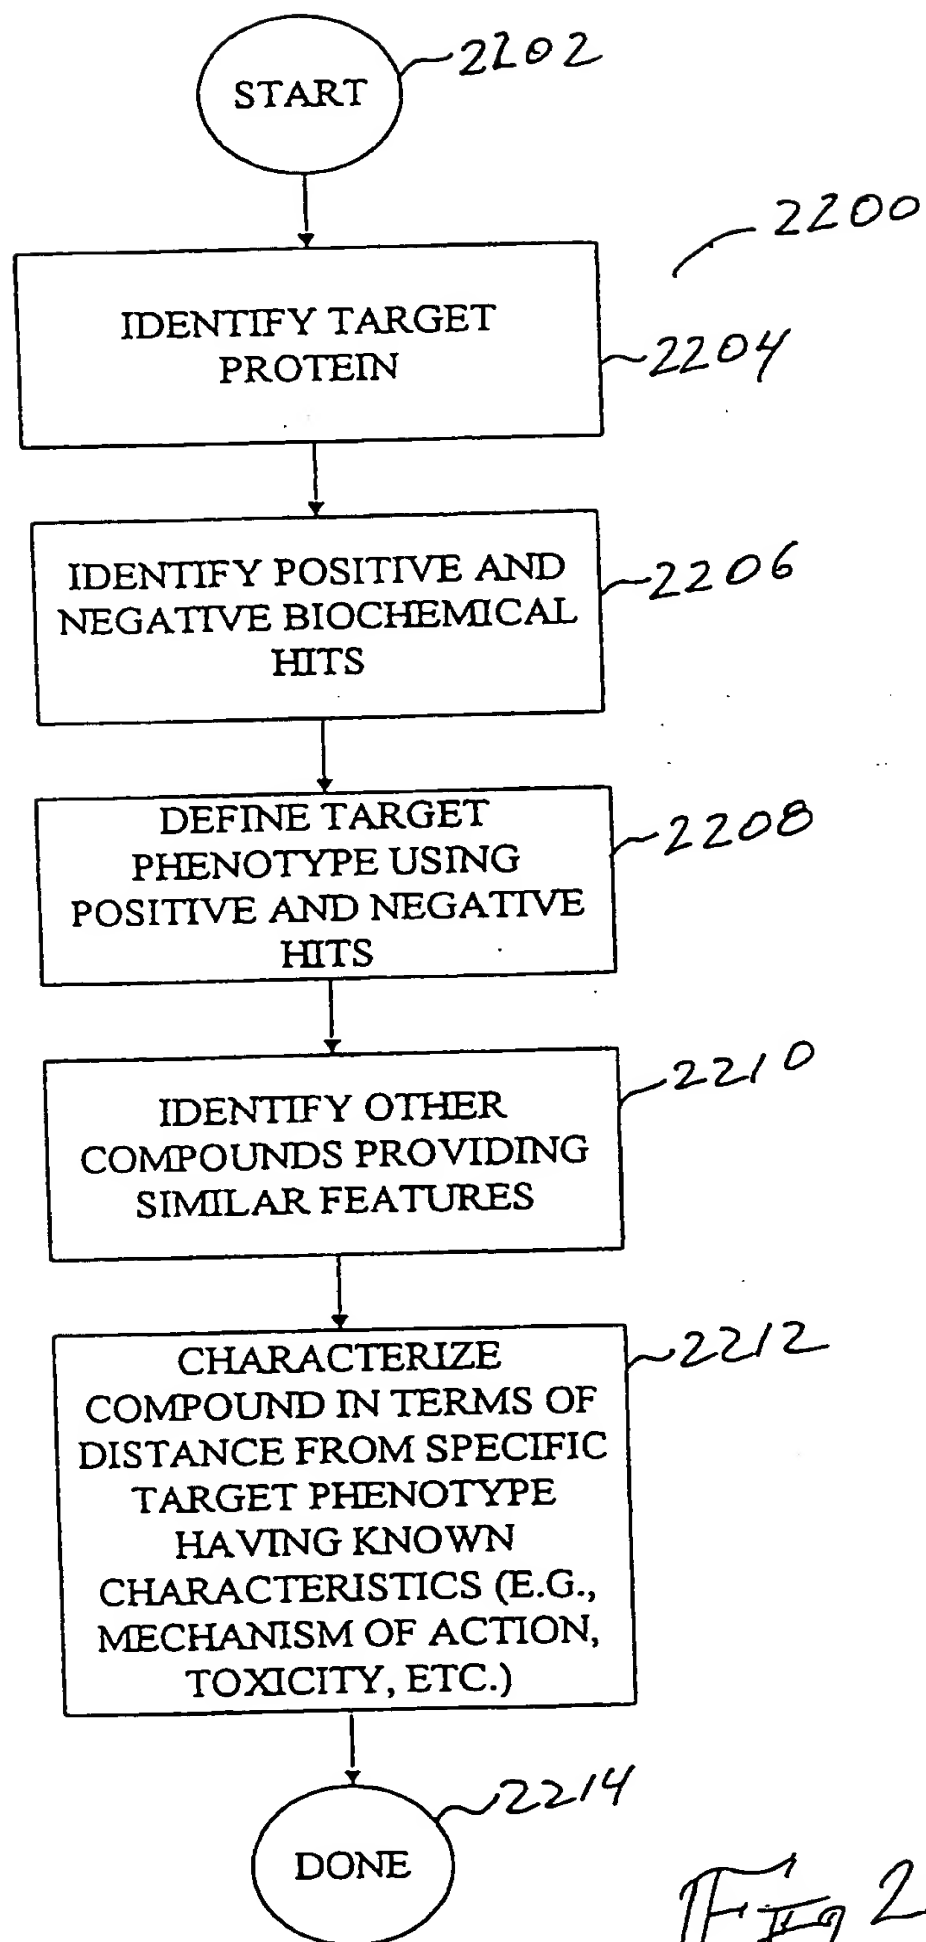 START
2202
2200
IDENTIFY TARGET
PROTEIN
2204
IDENTIFY POSITIVE AND
NEGATIVE BIOCHEMICAL
HITS
2206
DEFINE TARGET
PHENOTYPE USING
POSITIVE AND NEGATIVE
HITS
2208
IDENTIFY OTHER
COMPOUNDS PROVIDING
SIMILAR FEATURES
2210
CHARACTERIZE
COMPOUND IN TERMS OF
DISTANCE FROM SPECIFIC
TARGET PHENOTYPE
HAVING KNOWN
CHARACTERISTICS (E.G.,
MECHANISM OF ACTION,
TOXICITY, ETC.)
2212
DONE
2214
Fig 2